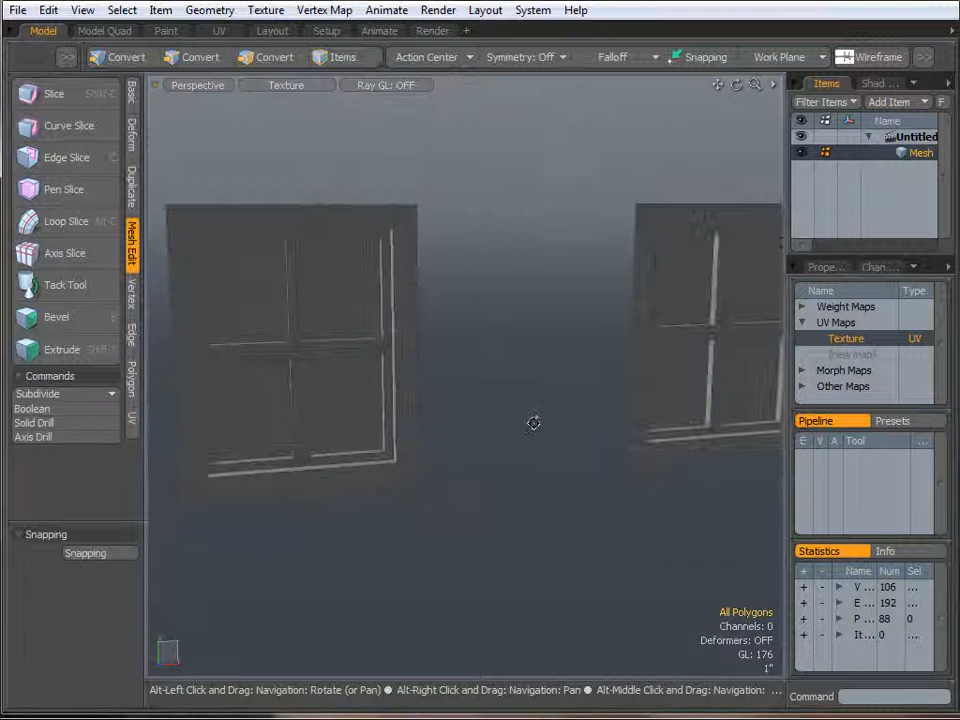 File Edit View Select Item Geometry Texture Vertex Map Animate Render Layout System Help
Model Model Quad Paint UV Layout Setup Animate Render +
>> Convert Convert Convert Items Action Center Symmetry: Off Falloff Snapping Work Plane Wireframe >>
Slice Shift-C
Curve Slice
Edge Slice C
Pen Slice
Loop Slice Alt-C
Axis Slice
Tack Tool
Bevel B
Extrude Shift-X
Commands
Subdivide
Boolean
Solid Drill
Axis Drill
Snapping
Snapping
Basic
Deform
Duplicate
Mesh Edit
Vertex
Edge
Polygon
UV
Perspective Texture Ray GL: OFF
All Polygons
Channels: 0
Deformers: OFF
GL: 176
1"
Alt-Left Click and Drag: Navigation: Rotate (or Pan) ● Alt-Right Click and Drag: Navigation: Pan ● Alt-Middle Click and Drag: Navigation: ...
Items Shad ...
Filter Items Add Item F
Name
Untitled
Mesh
Prope... Chan ...
Name Type
Weight Maps
UV Maps
Texture UV
(new map)
Morph Maps
Other Maps
Pipeline Presets
E V A Tool ...
Statistics Info
+ - Name Num Sel
+ - V ... 106 ...
+ - E ... 192 ...
+ - P ... 88 0
+ - It ... 0 ...
Command